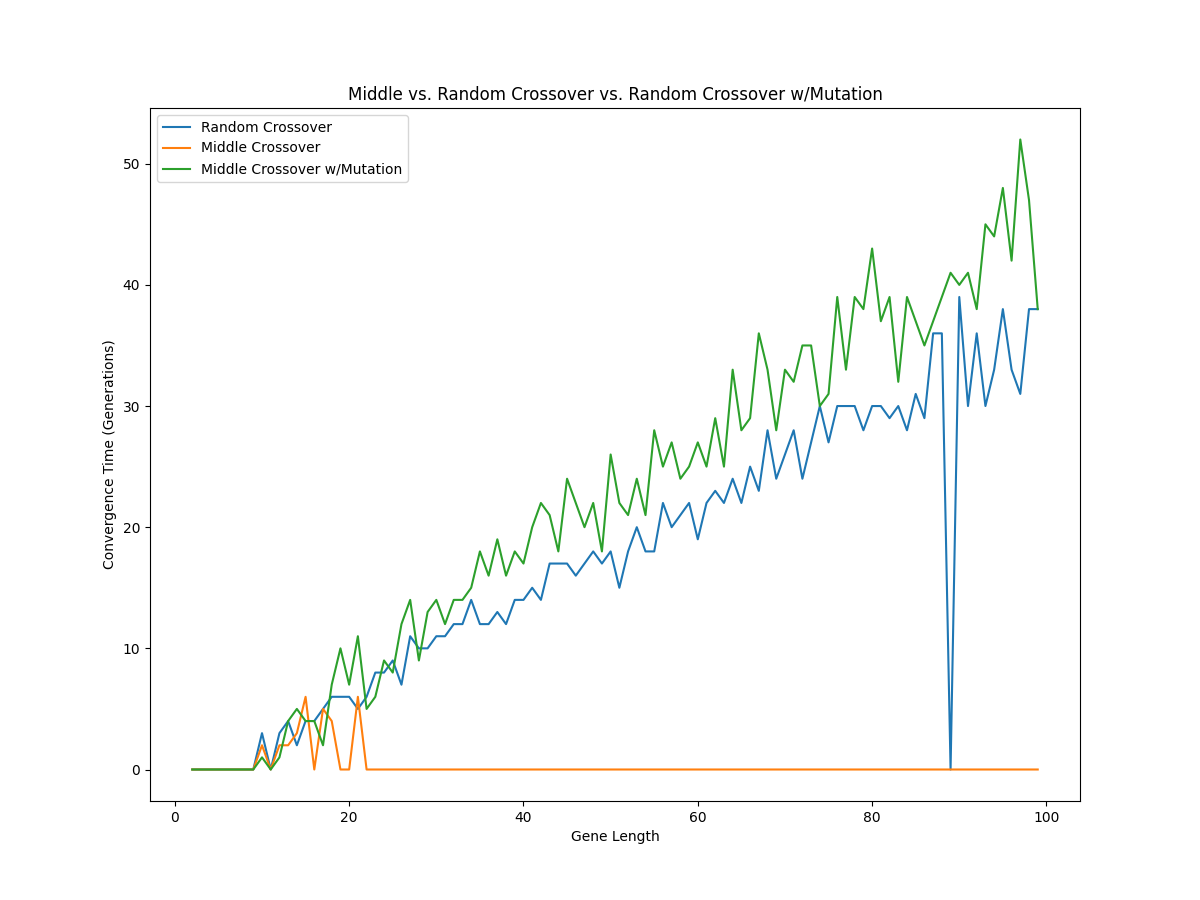 Middle vs. Random Crossover vs. Random Crossover w/Mutation
Random Crossover
Middle Crossover
Middle Crossover w/Mutation
Convergence Time (Generations)
50
40
30
20
10
0
0 20 40 60 80 100
Gene Length